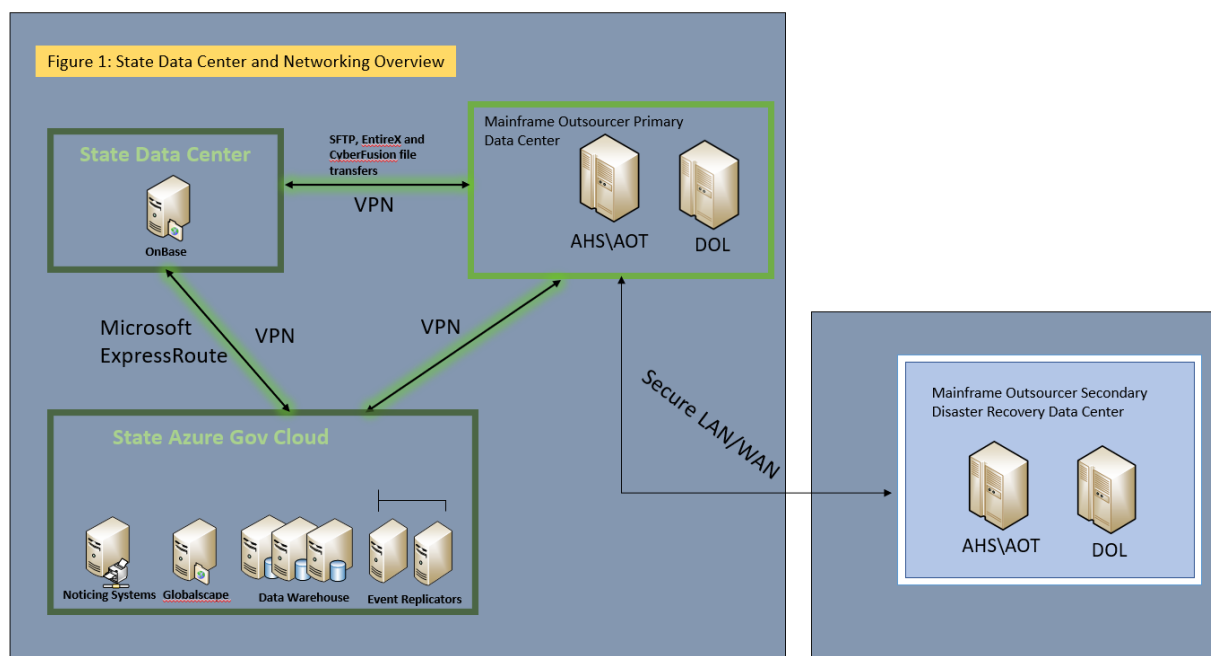 Figure 1: State Data Center and Networking Overview
State Data Center
OnBase
SFTP, EntireX and
CyberFusion file
transfers
VPN
Mainframe Outsourcer Primary
Data Center
AHS\AOT
DOL
Microsoft
ExpressRoute
VPN
VPN
Secure LAN/WAN
State Azure Gov Cloud
Noticing Systems
Globalscape
Data Warehouse
Event Replicators
Mainframe Outsourcer Secondary
Disaster Recovery Data Center
AHS\AOT
DOL